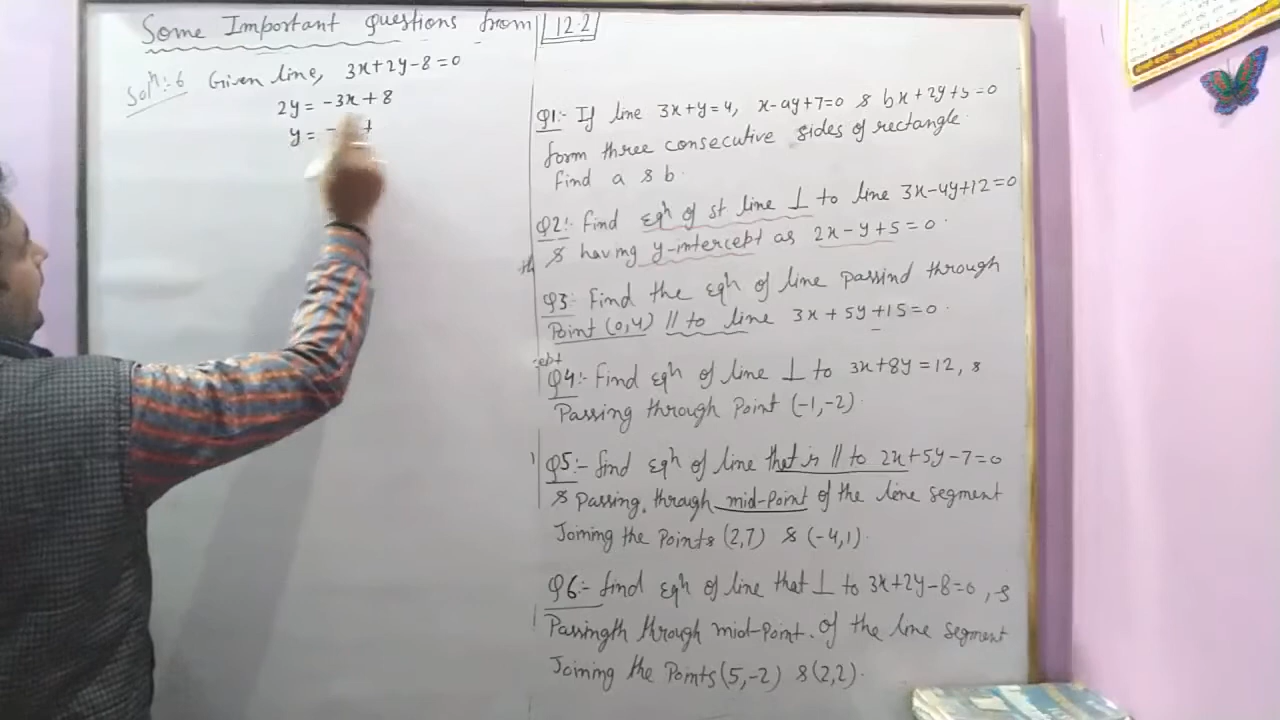 Some Important questions from 12.2
Solⁿ:6 Given line, 3x+2y-8=0
2y = -3x + 8
y = - +
Q1:- If line 3x+y=4, x-ay+7=0 & bx+2y+5=0
form three consecutive sides of rectangle.
find a & b.
Q2:- find eqⁿ of st line ⊥ to line 3x-4y+12=0
& having y-intercept as 2x-y+5=0.
Q3:- Find the eqⁿ of line passind through
Point (0,4) // to line 3x+5y+15=0.
Q4:- Find eqⁿ of line ⊥ to 3x+8y=12, &
Passing through Point (-1,-2).
Q5:- find eqⁿ of line that is // to 2x+5y-7=0
& Passing through mid-Point of the line segment
Joining the Points (2,7) & (-4,1).
Q6:- find eqⁿ of line that ⊥ to 3x+2y-8=0, &
Passingth through mid-Point of the line segment
Joining the Points (5,-2) & (2,2).